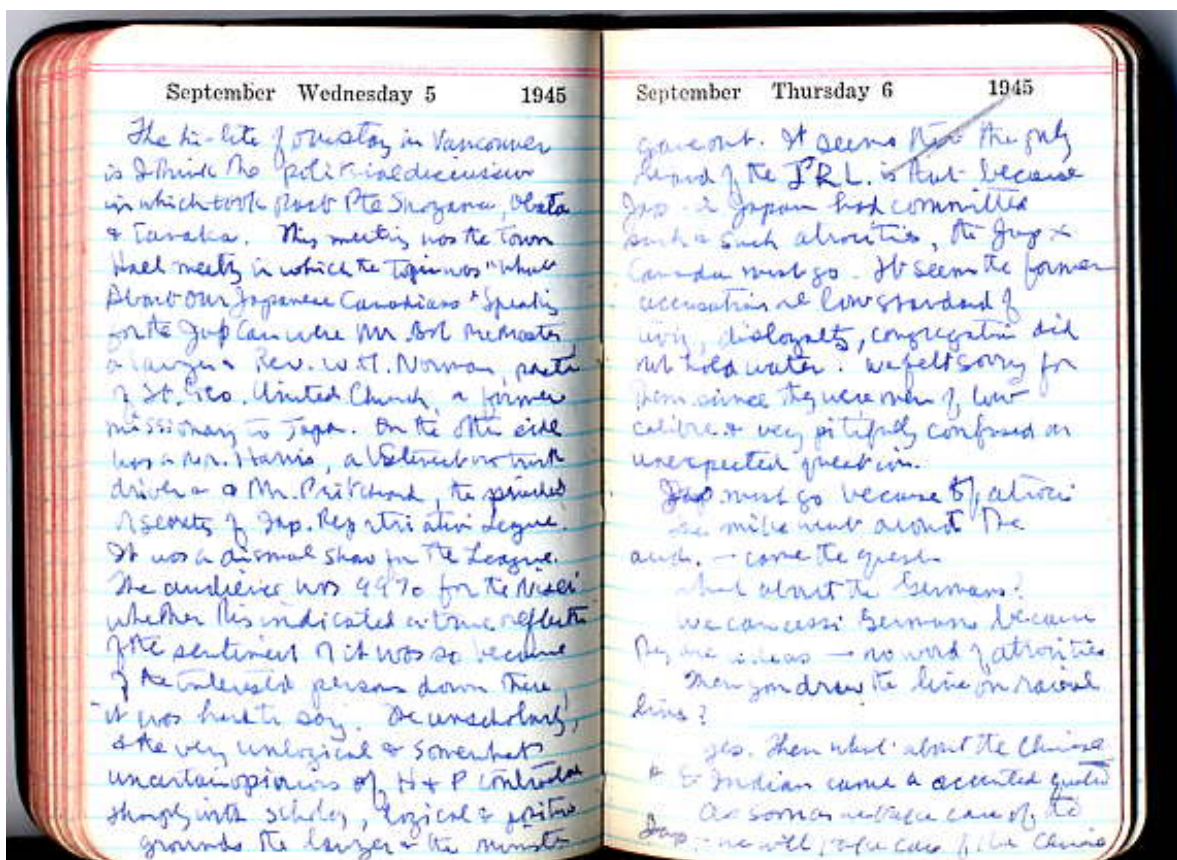 September Wednesday 5 1945
The hi-lite of our stay in Vancouver
is I think the political discussion
in which took part Pte Shoyama, Obata
& Tanaka. This meeting was the Town
Hall meeting in which the topic was "What
About Our Japanese Canadians" Speaking
for the Jap Can were Mr. Bob McMaster,
a lawyer & Rev. W. H. Norman, pastor
of St. Geo. United Church, a former
missionary to Japan. On the other side
was a Mr. Harris, a truck
driver & a Mr. Pritchard, the
secretary of Jap. Repatriation League.
It was a dismal show for the League.
The audience was 99% for the Nisei
whether this indicated a true reflection
of the sentiment or it was so because
of the interested persons down there,
it was hard to say. The unscholarly,
& the very unlogical & somewhat
uncertain opinions of H & P contrasted
sharply with scholarly, logical & positive
grounds the lawyer & the minister
September Thursday 6 1945
gave out. It seems that the only
of the J.R.L. is that because
Jap in Japan had committed
such & such atrocities, the Jap in
Canada must go. It seems the former
accusation re low standard of
living, disloyalty, congregation did
not hold water. We felt sorry for
them since they were men of low
calibre & very pitifully confused on
unexpected question.
Jap. must go because of atroci
the mike went around the
aud. — came the quest.
what about the Germans?
We can assi Germans because
they are ideas — no word of atrocities
Then you draw the line on racial
line?
Yes. Then what about the Chinese
& E Indian came a accented question
As soon as we take care of the
Jap. - we will take care of the Chinese